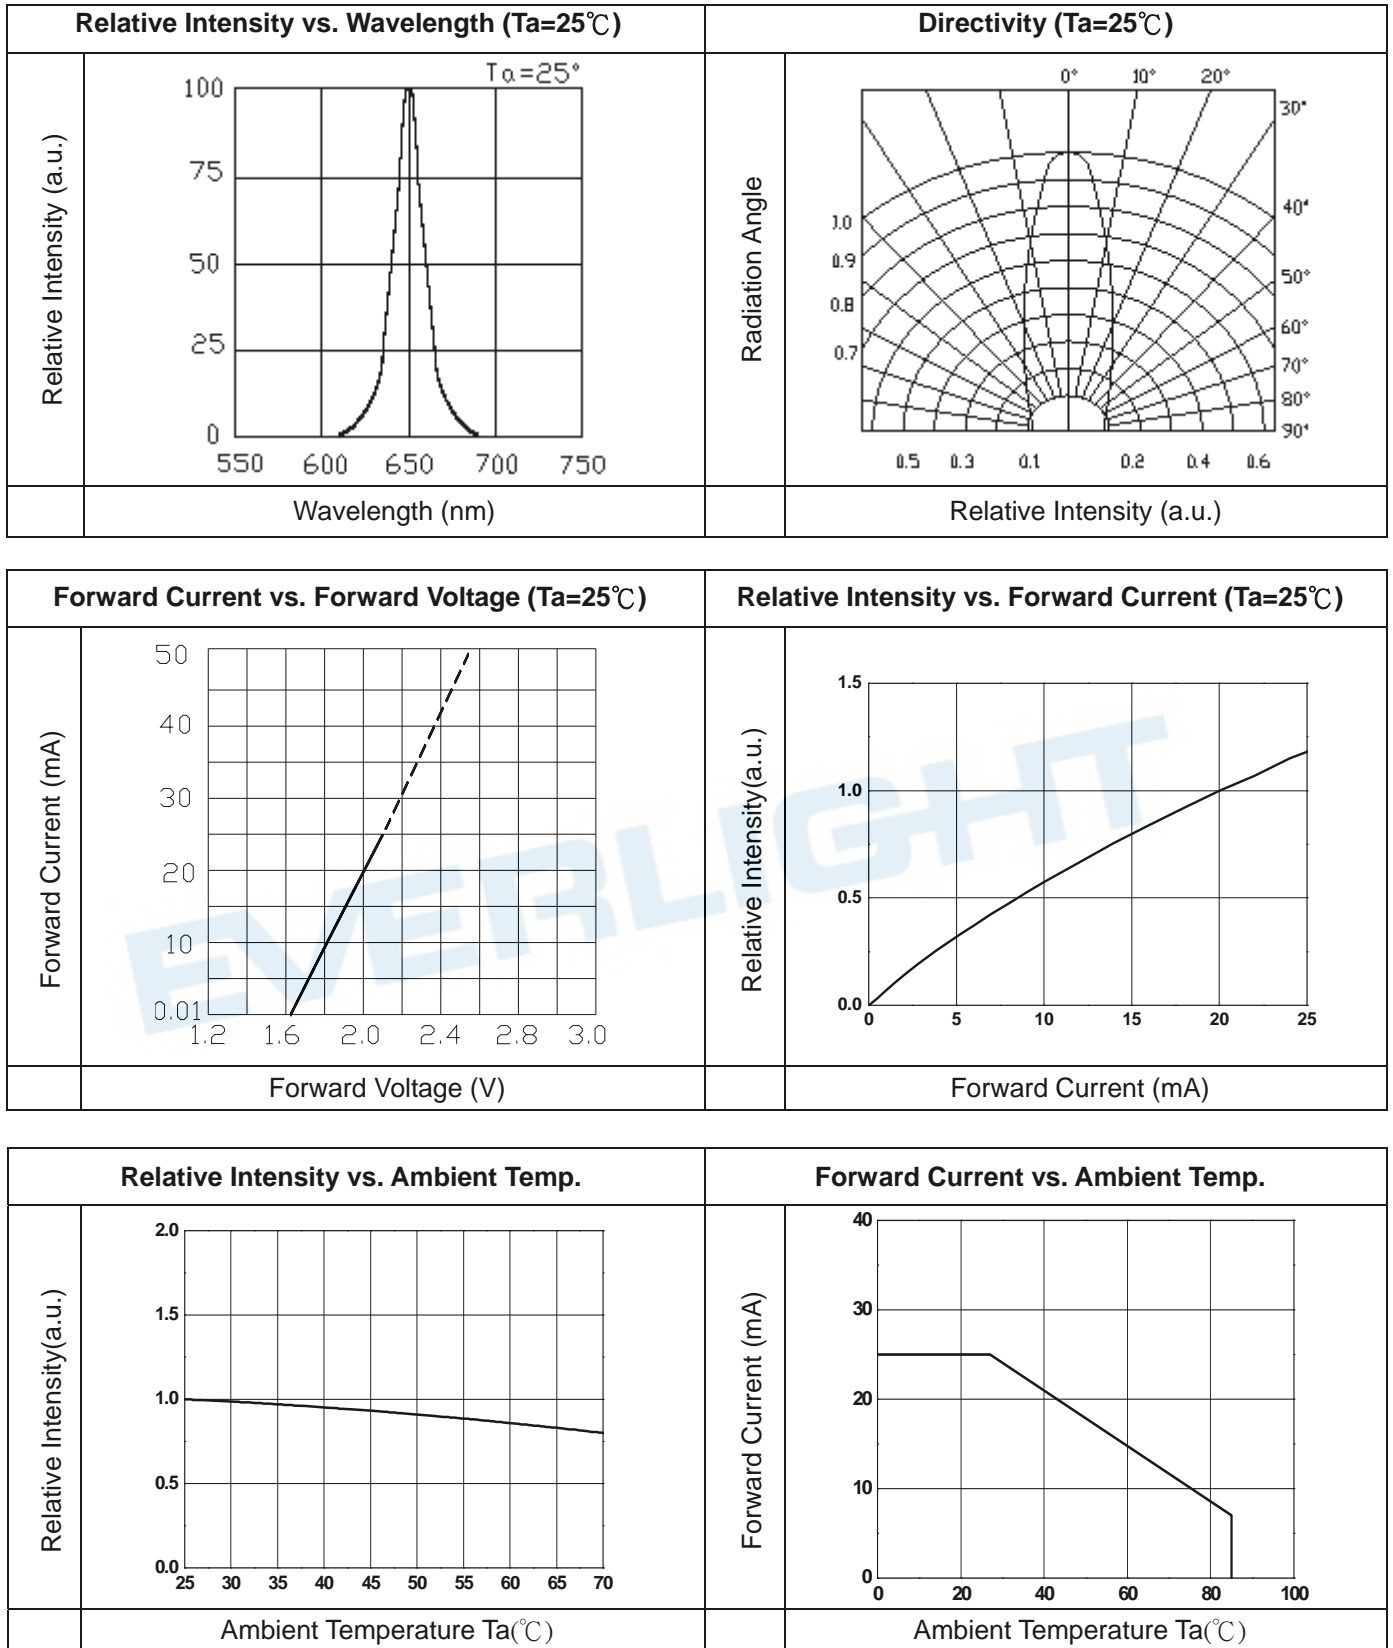 Relative Intensity vs. Wavelength (Ta=25℃)
Directivity (Ta=25℃)
Relative Intensity (a.u.)
Ta=25°
100
75
50
25
0
550 600 650 700 750
Wavelength (nm)
Radiation Angle
0° 10° 20°
30°
40°
50°
60°
70°
80°
90°
1.0
0.9
0.8
0.7
0.5 0.3 0.1 0.2 0.4 0.6
Relative Intensity (a.u.)
Forward Current vs. Forward Voltage (Ta=25℃)
Relative Intensity vs. Forward Current (Ta=25℃)
Forward Current (mA)
50
40
30
20
10
0.01
1.2 1.6 2.0 2.4 2.8 3.0
Forward Voltage (V)
Relative Intensity(a.u.)
1.5
1.0
0.5
0.0
0 5 10 15 20 25
Forward Current (mA)
EVERLIGHT
Relative Intensity vs. Ambient Temp.
Forward Current vs. Ambient Temp.
Relative Intensity(a.u.)
2.0
1.5
1.0
0.5
0.0
25 30 35 40 45 50 55 60 65 70
Ambient Temperature Ta(℃)
Forward Current (mA)
40
30
20
10
0
0 20 40 60 80 100
Ambient Temperature Ta(℃)